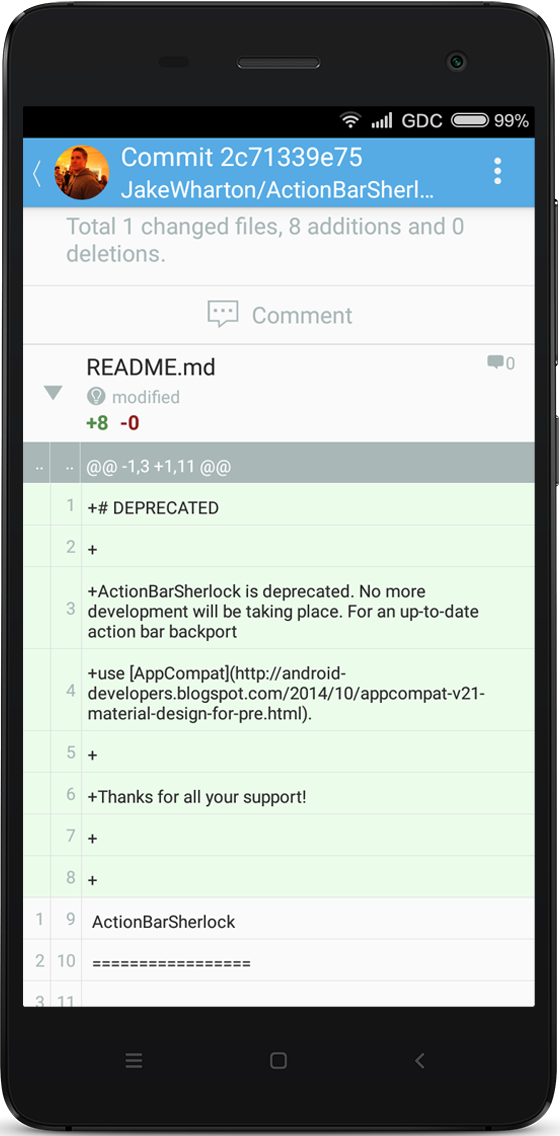 GDC 99%
Commit 2c71339e75
JakeWharton/ActionBarSherl...
Total 1 changed files, 8 additions and 0
deletions.
Comment
README.md 0
modified
+8 -0
.. .. @@ -1,3 +1,11 @@
1 +# DEPRECATED
2 +
3 +ActionBarSherlock is deprecated. No more
development will be taking place. For an up-to-date
action bar backport
4 +use [AppCompat](http://android-
developers.blogspot.com/2014/10/appcompat-v21-
material-design-for-pre.html).
5 +
6 +Thanks for all your support!
7 +
8 +
1 9 ActionBarSherlock
2 10 =================
3 11